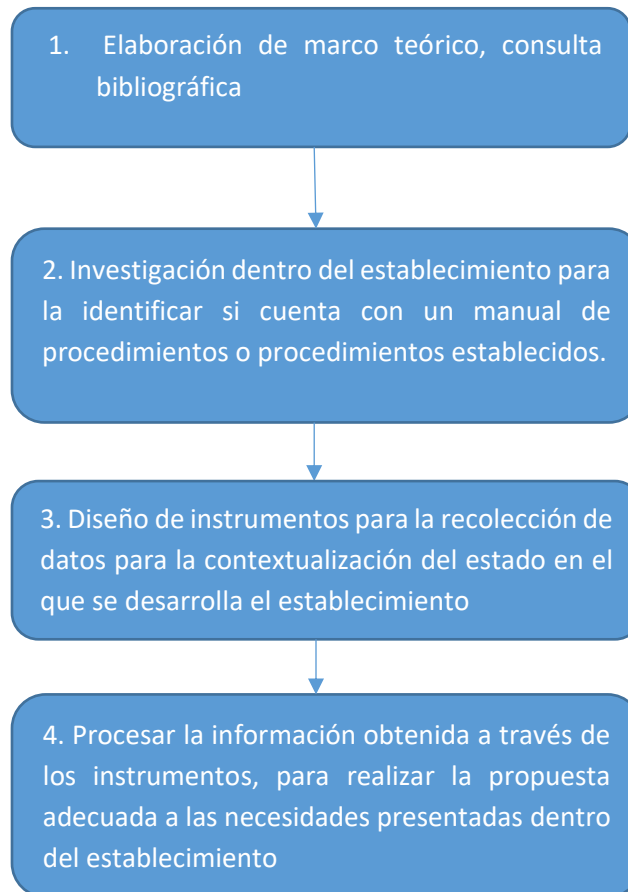 1. Elaboración de marco teórico, consulta
bibliográfica
2. Investigación dentro del establecimiento para
la identificar si cuenta con un manual de
procedimientos o procedimientos establecidos.
3. Diseño de instrumentos para la recolección de
datos para la contextualización del estado en el
que se desarrolla el establecimiento
4. Procesar la información obtenida a través de
los instrumentos, para realizar la propuesta
adecuada a las necesidades presentadas dentro
del establecimiento